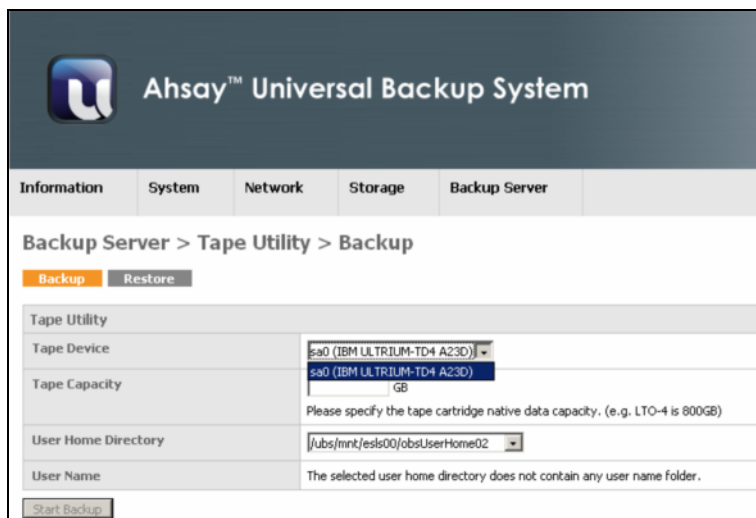 Ahsay™ Universal Backup System
Information System Network Storage Backup Server
Backup Server > Tape Utility > Backup
Backup Restore
Tape Utility
Tape Device sa0 (IBM ULTRIUM-TD4 A23D)
sa0 (IBM ULTRIUM-TD4 A23D)
Tape Capacity GB
Please specify the tape cartridge native data capacity. (e.g. LTO-4 is 800GB)
User Home Directory /ubs/mnt/esls00/obsUserHome02
User Name The selected user home directory does not contain any user name folder.
Start Backup